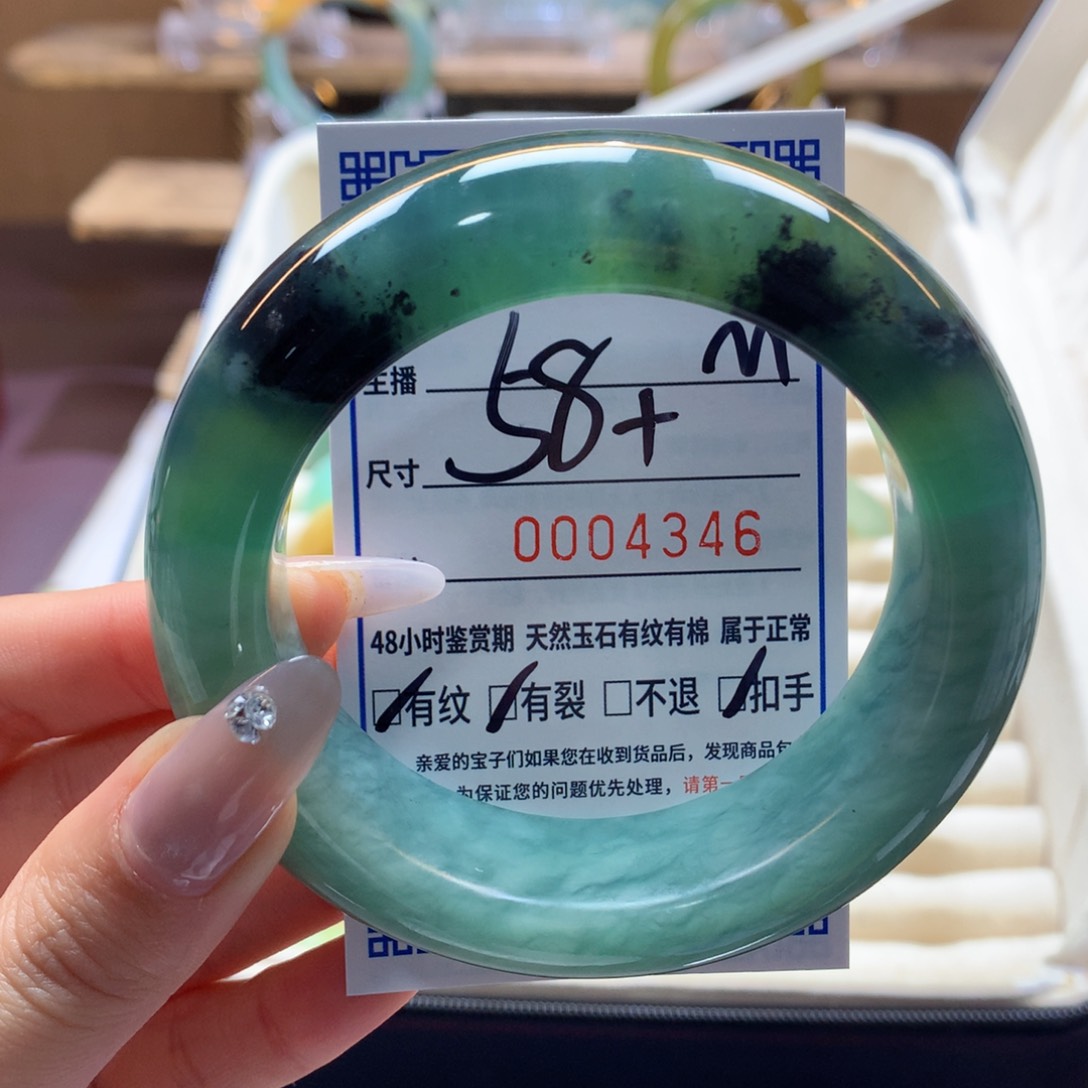 主播 M
尺寸 58+
0004346
48小时鉴赏期 天然玉石有纹有棉 属于正常
☑有纹 ☑有裂 □不退 ☑扣手
亲爱的宝子们如果您在收到货品后，发现商品
为保证您的问题优先处理，请第一